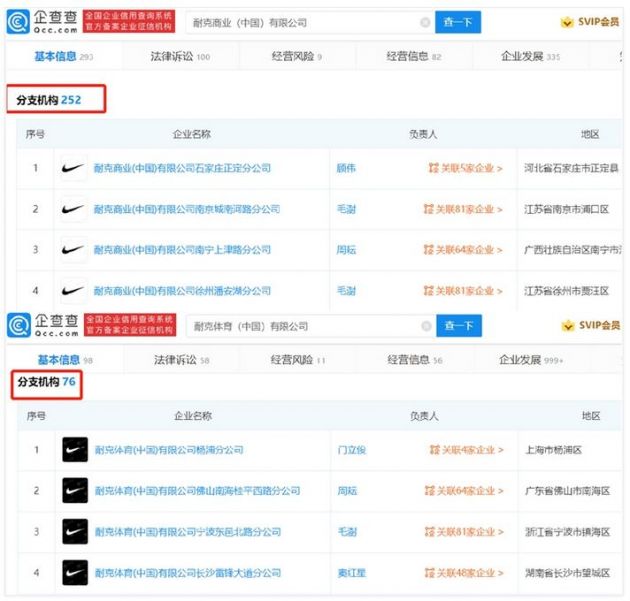 企查查
Qcc.com
全国企业信用查询系统
官方备案企业征信机构
耐克商业（中国）有限公司
查一下
SVIP会员
基本信息 293
法律诉讼 100
经营风险 9
经营信息 82
企业发展 335
分支机构 252
序号 企业名称 负责人 地区
1 耐克商业(中国)有限公司石家庄正定分公司 顾伟 关联5家企业 > 河北省石家庄市正定县
2 耐克商业(中国)有限公司南京城南河路分公司 毛谢 关联81家企业 > 江苏省南京市浦口区
3 耐克商业(中国)有限公司南宁上津路分公司 周耘 关联64家企业 > 广西壮族自治区南宁市
4 耐克商业(中国)有限公司徐州潘安湖分公司 毛谢 关联81家企业 > 江苏省徐州市贾汪区
企查查
Qcc.com
全国企业信用查询系统
官方备案企业征信机构
耐克体育（中国）有限公司
查一下
SVIP会员
基本信息 98
法律诉讼 58
经营风险 11
经营信息 56
企业发展 999+
分支机构 76
序号 企业名称 负责人 地区
1 耐克体育(中国)有限公司杨浦分公司 门立俊 关联4家企业 > 上海市杨浦区
2 耐克体育(中国)有限公司佛山南海桂平西路分公司 周耘 关联64家企业 > 广东省佛山市南海区
3 耐克体育(中国)有限公司宁波东邑北路分公司 毛谢 关联81家企业 > 浙江省宁波市镇海区
4 耐克体育(中国)有限公司长沙雷锋大道分公司 窦红星 关联48家企业 > 湖南省长沙市望城区